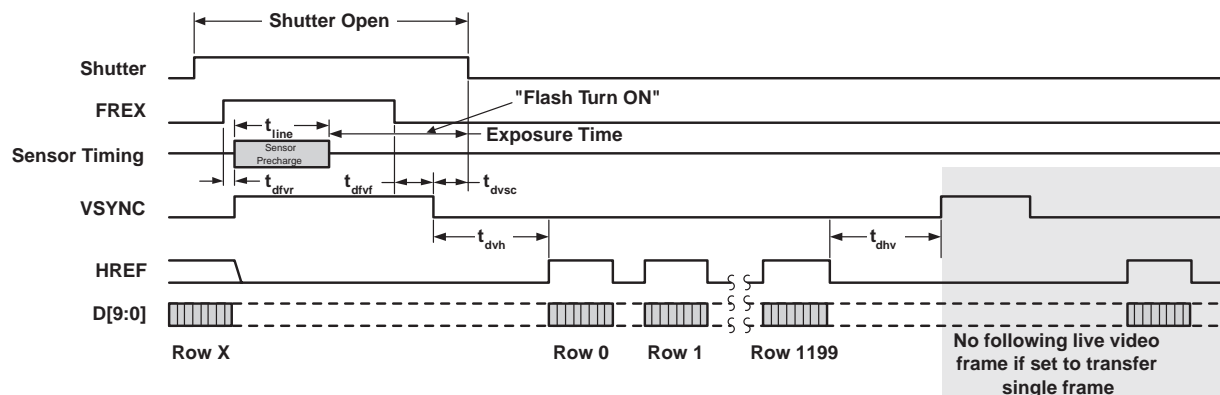 Shutter Open
Shutter
FREX
"Flash Turn ON"
tline
Exposure Time
Sensor Timing
Sensor
Precharge
tdfvr
tdfvf
tdvsc
VSYNC
tdvh
tdhv
HREF
D[9:0]
Row X
Row 0
Row 1
Row 1199
No following live video
frame if set to transfer
single frame